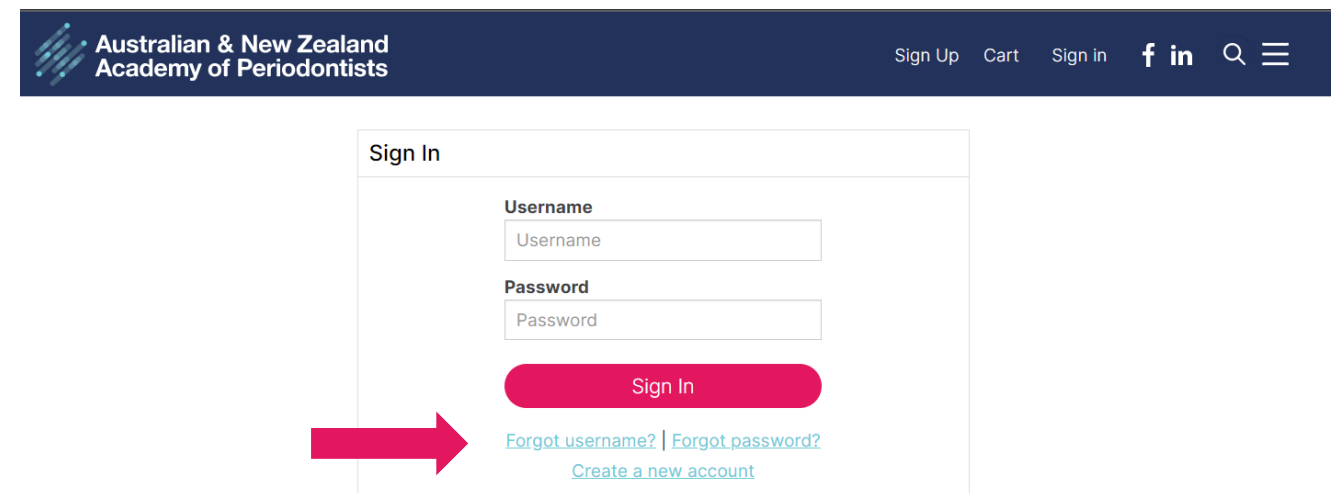 Australian & New Zealand
Academy of Periodontists
Sign Up Cart Sign in f in
Sign In
Username
Username
Password
Password
Sign In
Forgot username? | Forgot password?
Create a new account